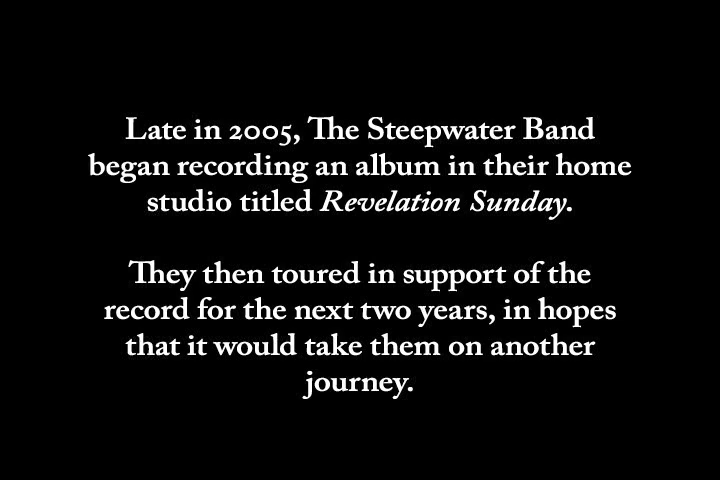 Late in 2005, The Steepwater Band
began recording an album in their home
studio titled Revelation Sunday.
They then toured in support of the
record for the next two years, in hopes
that it would take them on another
journey.